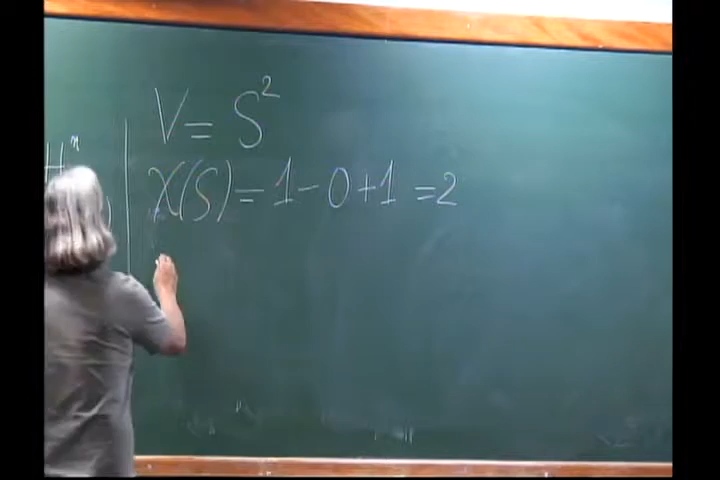 V = S²
χ(S) = 1 - 0 + 1 = 2
Hⁿ